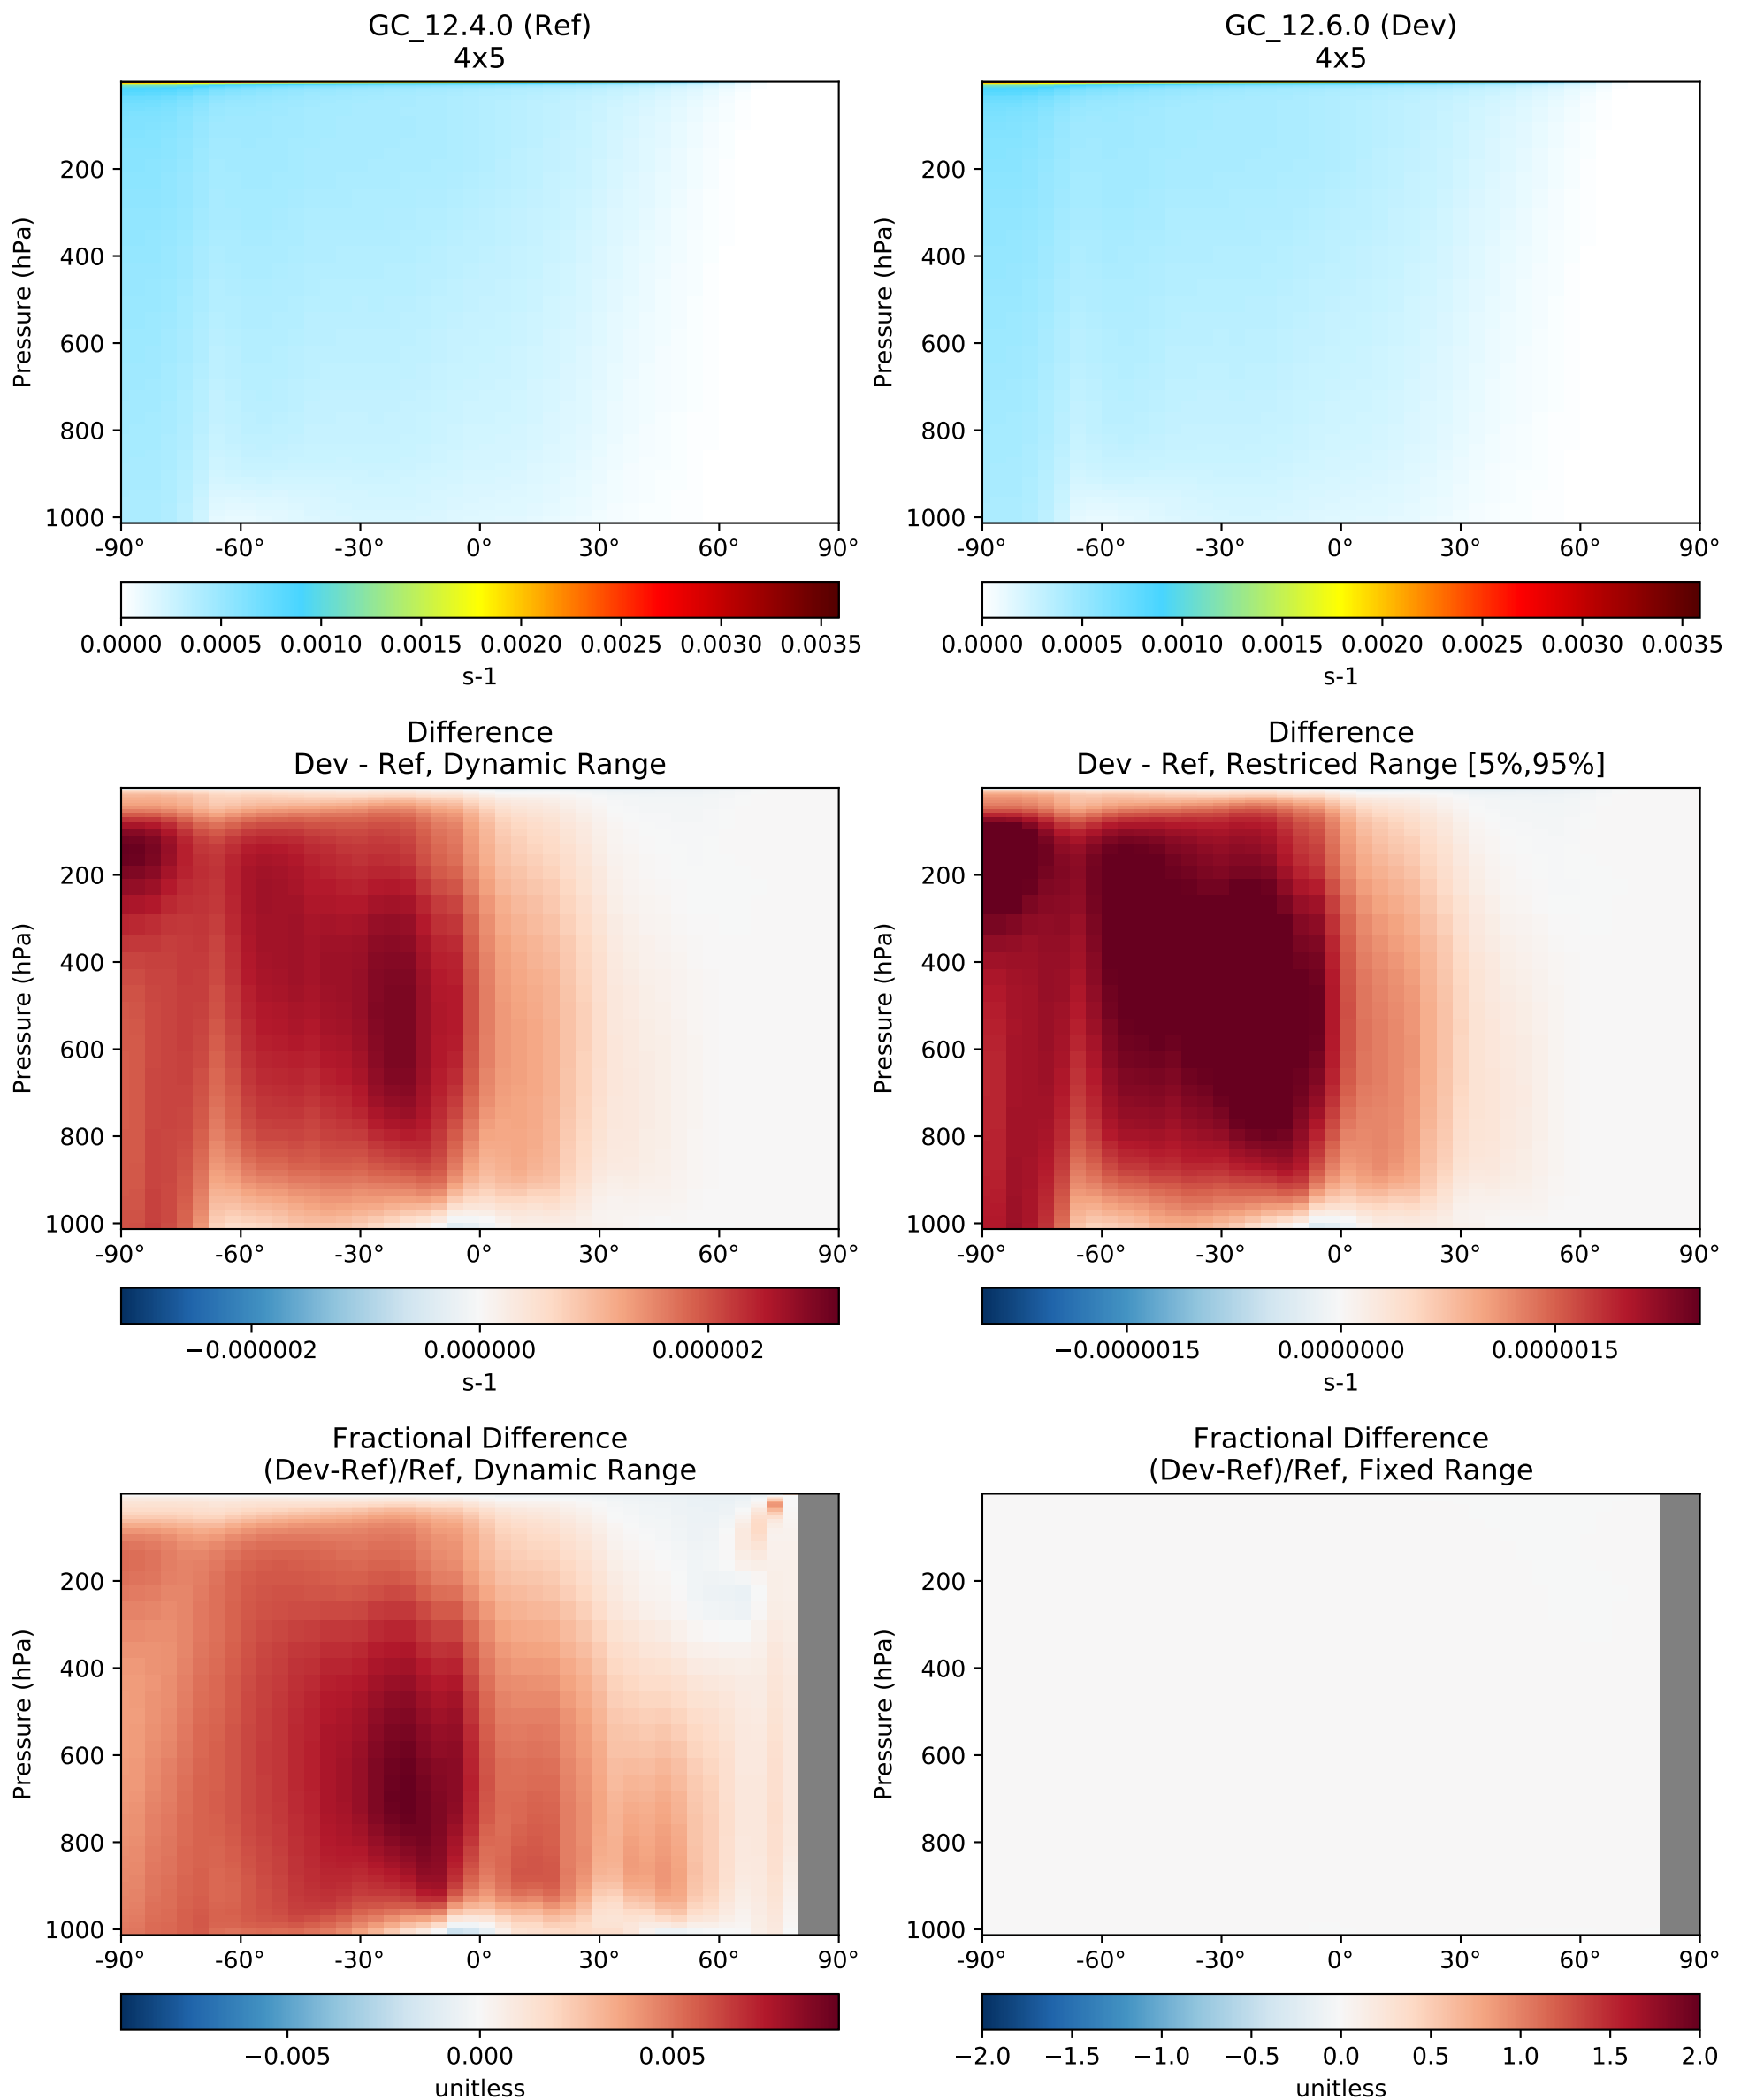 GC_12.4.0 (Ref)
4x5
Pressure (hPa)
200
400
600
800
1000
-90° -60° -30° 0° 30° 60° 90°
0.0000 0.0005 0.0010 0.0015 0.0020 0.0025 0.0030 0.0035
s-1
GC_12.6.0 (Dev)
4x5
Pressure (hPa)
200
400
600
800
1000
-90° -60° -30° 0° 30° 60° 90°
0.0000 0.0005 0.0010 0.0015 0.0020 0.0025 0.0030 0.0035
s-1
Difference
Dev - Ref, Dynamic Range
Pressure (hPa)
200
400
600
800
1000
-90° -60° -30° 0° 30° 60° 90°
−0.000002 0.000000 0.000002
s-1
Difference
Dev - Ref, Restriced Range [5%,95%]
Pressure (hPa)
200
400
600
800
1000
-90° -60° -30° 0° 30° 60° 90°
−0.0000015 0.0000000 0.0000015
s-1
Fractional Difference
(Dev-Ref)/Ref, Dynamic Range
Pressure (hPa)
200
400
600
800
1000
-90° -60° -30° 0° 30° 60° 90°
−0.005 0.000 0.005
unitless
Fractional Difference
(Dev-Ref)/Ref, Fixed Range
Pressure (hPa)
200
400
600
800
1000
-90° -60° -30° 0° 30° 60° 90°
−2.0 −1.5 −1.0 −0.5 0.0 0.5 1.0 1.5 2.0
unitless